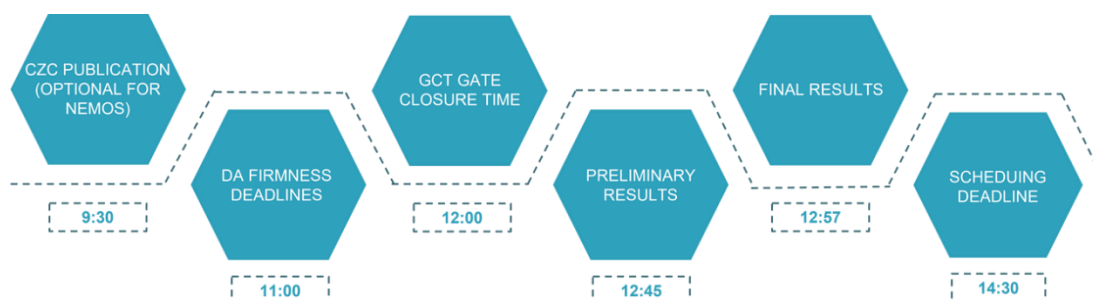 CZC PUBLICATION
(OPTIONAL FOR
NEMOS)
9:30
DA FIRMNESS
DEADLINES
11:00
GCT GATE
CLOSURE TIME
12:00
PRELIMINARY
RESULTS
12:45
FINAL RESULTS
12:57
SCHEDUING
DEADLINE
14:30